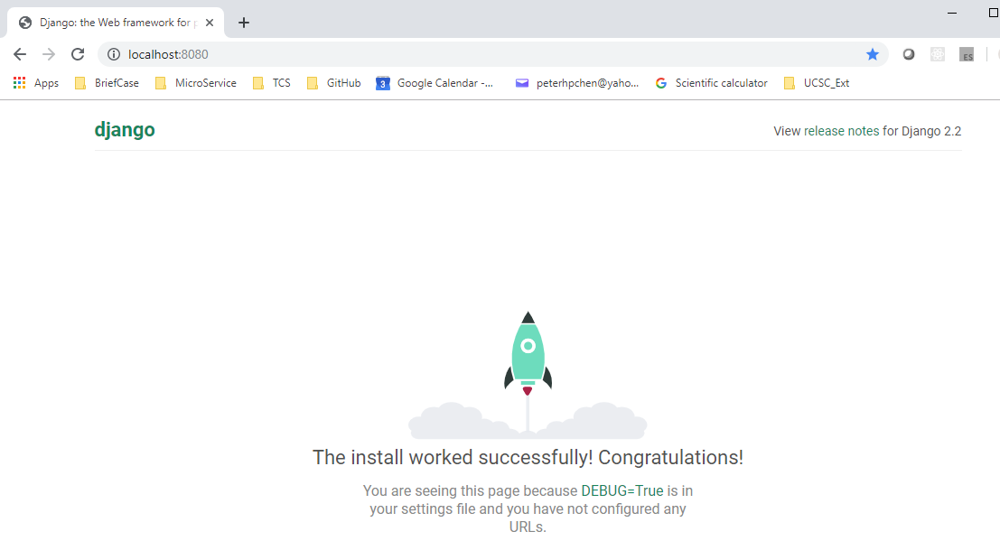 Django: the Web framework for p
localhost:8080
ES
Apps BriefCase MicroService TCS GitHub 3 Google Calendar -... peterhpchen@yaho... G Scientific calculator UCSC_Ext
django
View release notes for Django 2.2
The install worked successfully! Congratulations!
You are seeing this page because DEBUG=True is in
your settings file and you have not configured any
URLs.